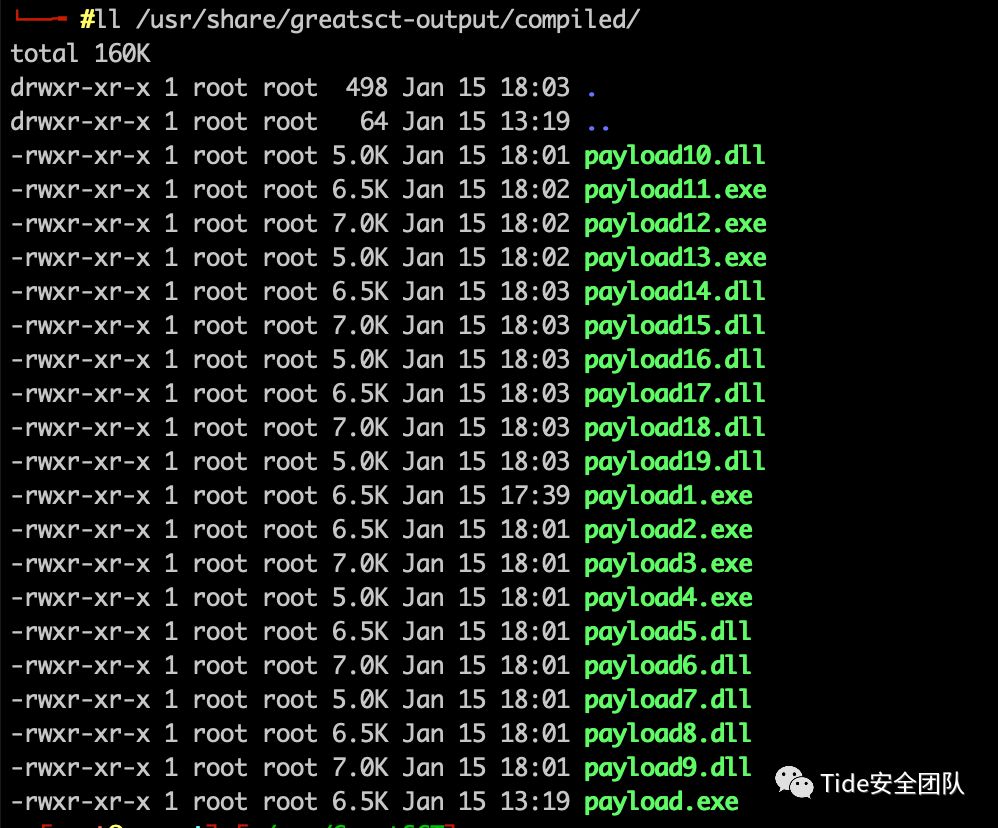 #ll /usr/share/greatsct-output/compiled/
total 160K
drwxr-xr-x 1 root root  498 Jan 15 18:03 .
drwxr-xr-x 1 root root   64 Jan 15 13:19 ..
-rwxr-xr-x 1 root root 5.0K Jan 15 18:01 payload10.dll
-rwxr-xr-x 1 root root 6.5K Jan 15 18:02 payload11.exe
-rwxr-xr-x 1 root root 7.0K Jan 15 18:02 payload12.exe
-rwxr-xr-x 1 root root 5.0K Jan 15 18:02 payload13.exe
-rwxr-xr-x 1 root root 6.5K Jan 15 18:03 payload14.dll
-rwxr-xr-x 1 root root 7.0K Jan 15 18:03 payload15.dll
-rwxr-xr-x 1 root root 5.0K Jan 15 18:03 payload16.dll
-rwxr-xr-x 1 root root 6.5K Jan 15 18:03 payload17.dll
-rwxr-xr-x 1 root root 7.0K Jan 15 18:03 payload18.dll
-rwxr-xr-x 1 root root 5.0K Jan 15 18:03 payload19.dll
-rwxr-xr-x 1 root root 6.5K Jan 15 17:39 payload1.exe
-rwxr-xr-x 1 root root 6.5K Jan 15 18:01 payload2.exe
-rwxr-xr-x 1 root root 7.0K Jan 15 18:01 payload3.exe
-rwxr-xr-x 1 root root 5.0K Jan 15 18:01 payload4.exe
-rwxr-xr-x 1 root root 6.5K Jan 15 18:01 payload5.dll
-rwxr-xr-x 1 root root 7.0K Jan 15 18:01 payload6.dll
-rwxr-xr-x 1 root root 5.0K Jan 15 18:01 payload7.dll
-rwxr-xr-x 1 root root 6.5K Jan 15 18:01 payload8.dll
-rwxr-xr-x 1 root root 7.0K Jan 15 18:01 payload9.dll
-rwxr-xr-x 1 root root 6.5K Jan 15 13:19 payload.exe
Tide安全团队